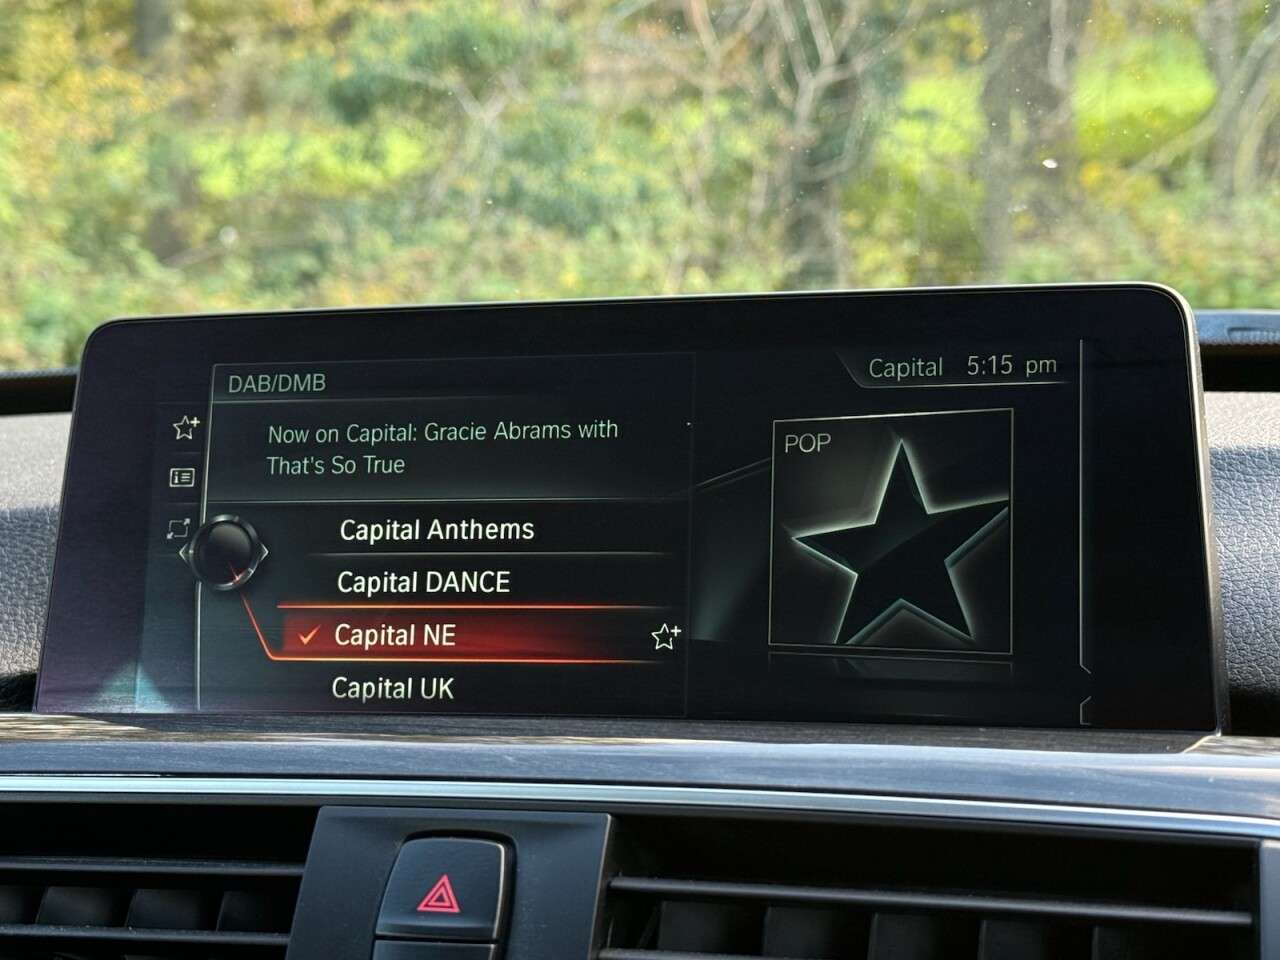 DAB/DMB
Capital 5:15 pm
Now on Capital: Gracie Abrams with
That's So True
POP
Capital Anthems
Capital DANCE
Capital NE
Capital UK